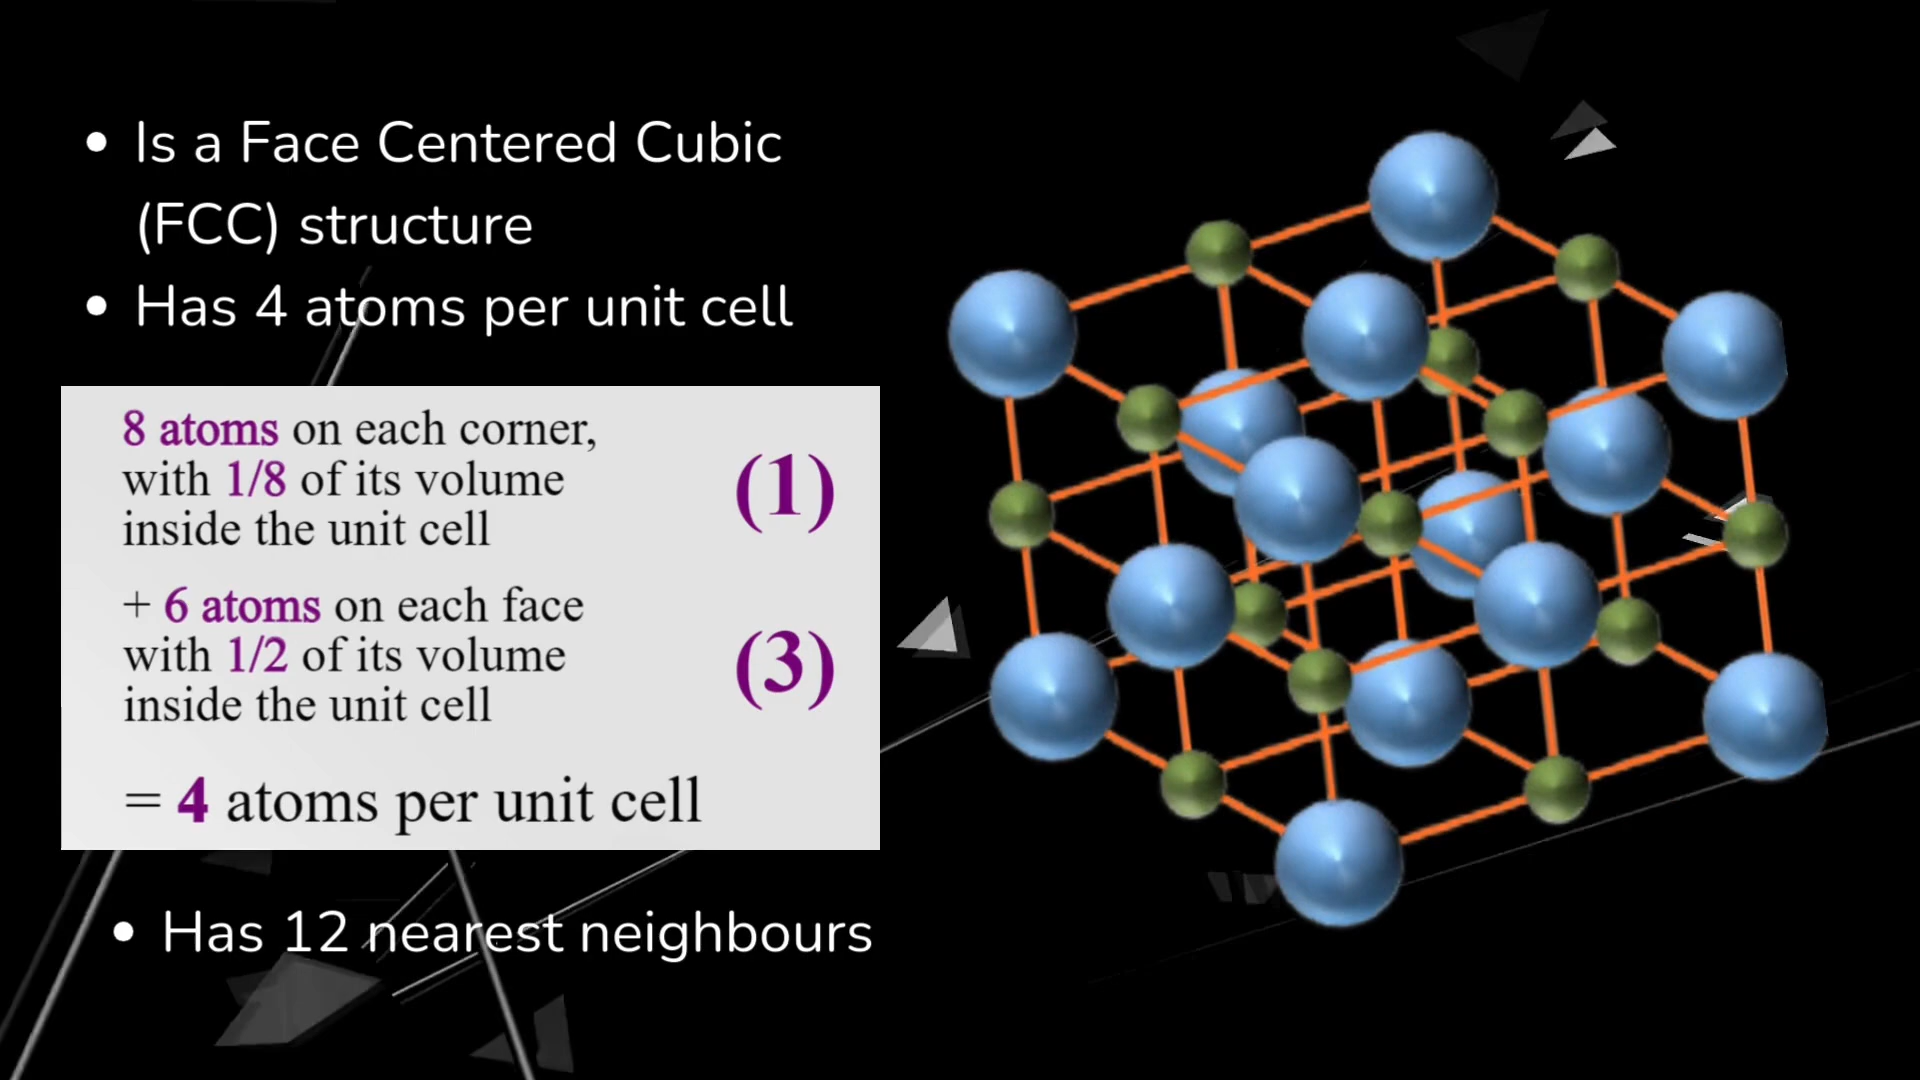 • Is a Face Centered Cubic
(FCC) structure
• Has 4 atoms per unit cell
8 atoms on each corner,
with 1/8 of its volume
inside the unit cell
(1)
+ 6 atoms on each face
with 1/2 of its volume
inside the unit cell
(3)
= 4 atoms per unit cell
• Has 12 nearest neighbours